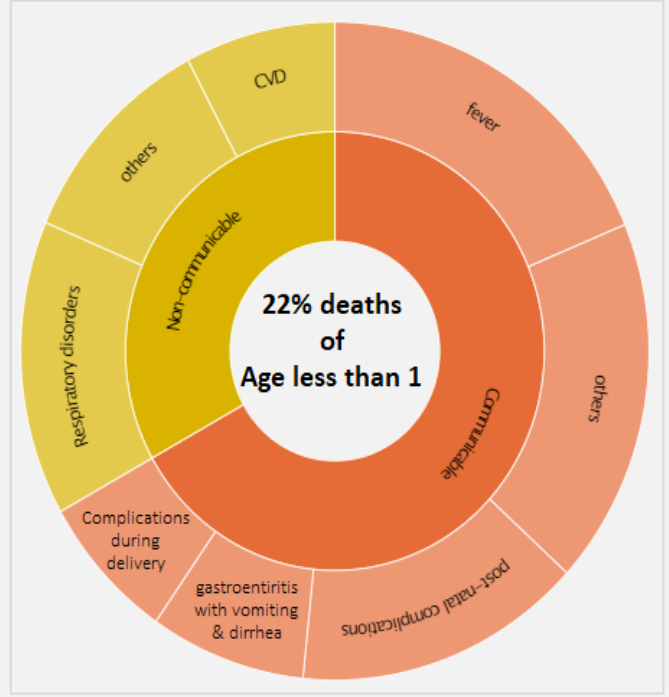 22% deaths
of
Age less than 1
Communicable
Non-communicable
fever
others
post-natal complications
gastroentiritis
with vomiting
& dirrhea
Complications
during
delivery
Respiratory disorders
others
CVD